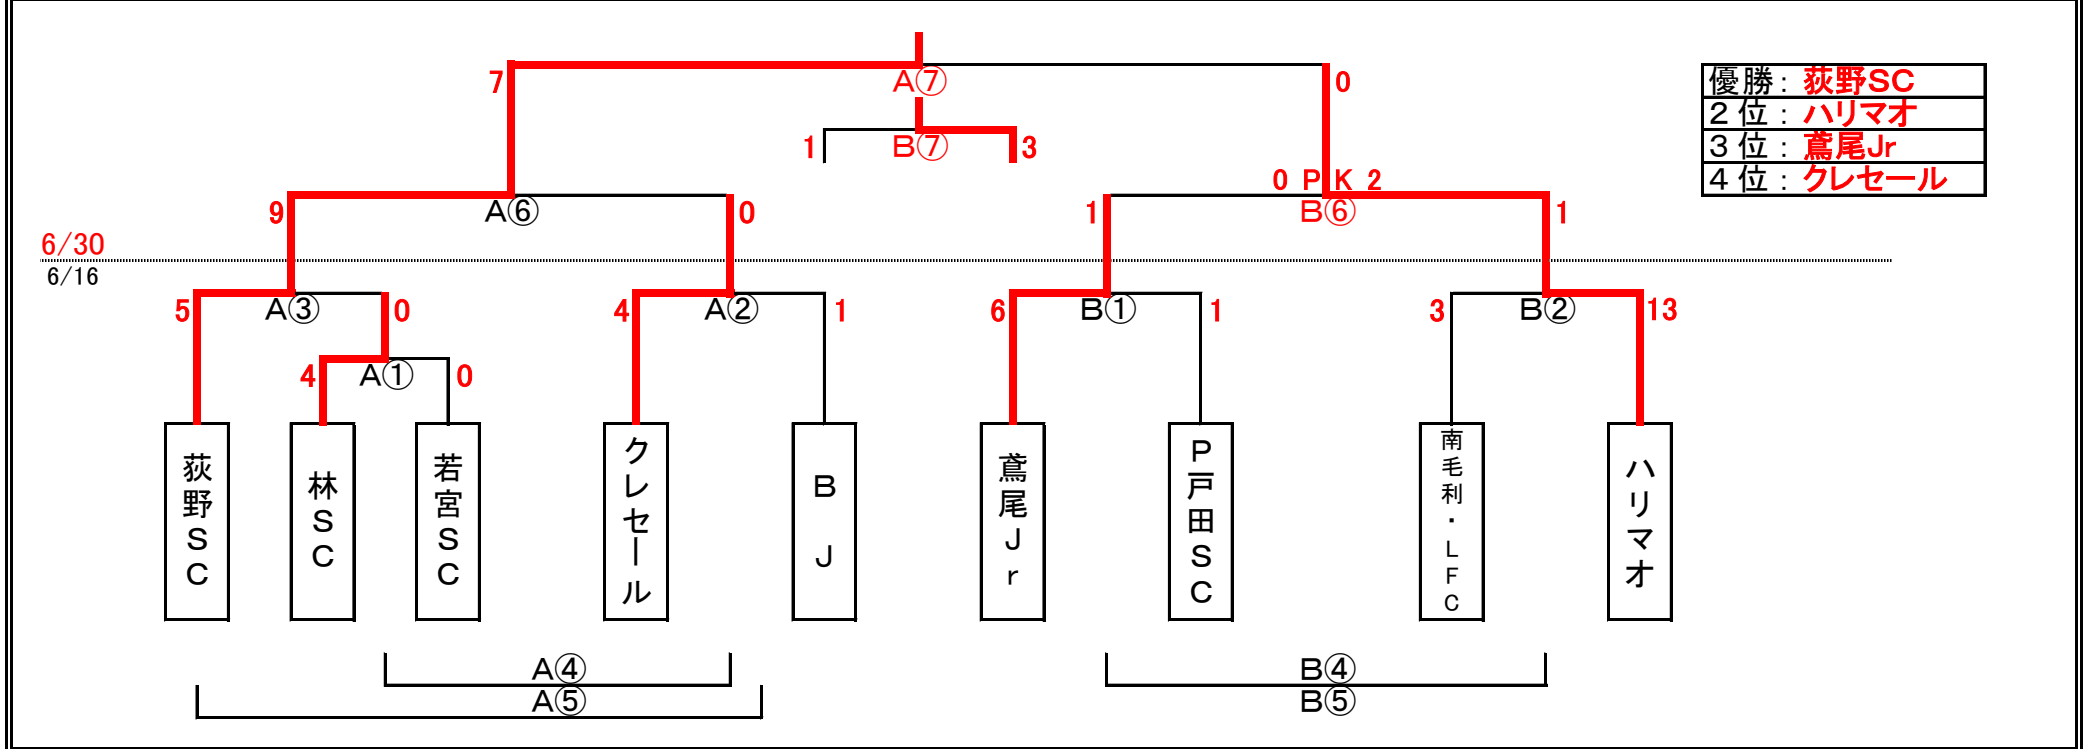 7
A⑦
0
優勝：荻野SC
2位：ハリマオ
3位：鳶尾Jr
4位：クレセール
1
B⑦
3
0 PK 2
9
A⑥
0
1
B⑥
1
6/30
6/16
5
A③
0
4
A②
1
6
B①
1
3
B②
13
4
A①
0
荻野SC
林SC
若宮SC
クレセール
BJ
鳶尾Jr
P戸田SC
南毛利・LFC
ハリマオ
A④
B④
A⑤
B⑤